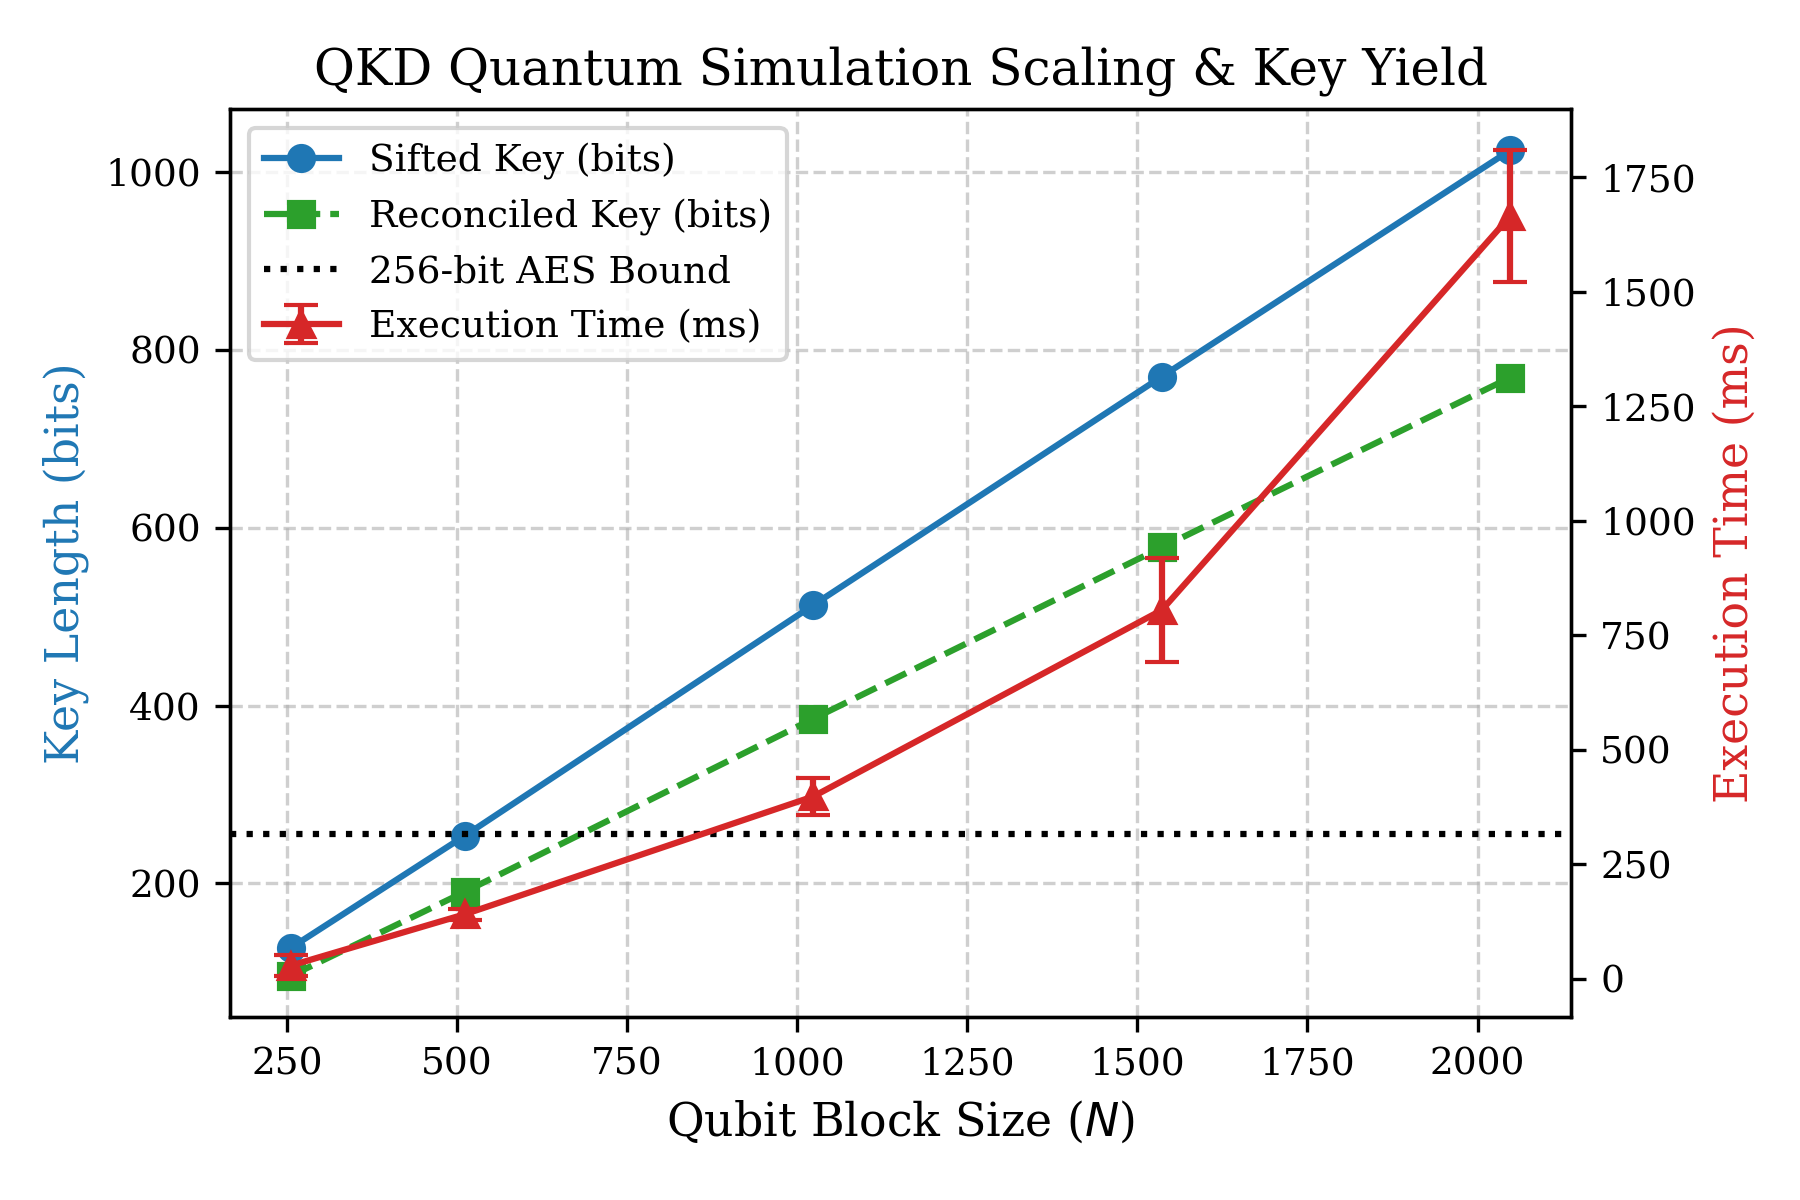 QKD Quantum Simulation Scaling & Key Yield
Sifted Key (bits)
Reconciled Key (bits)
256-bit AES Bound
Execution Time (ms)
Key Length (bits)
1000
800
600
400
200
1750
1500
1250
1000
750
500
250
0
Execution Time (ms)
250 500 750 1000 1250 1500 1750 2000
Qubit Block Size (N)